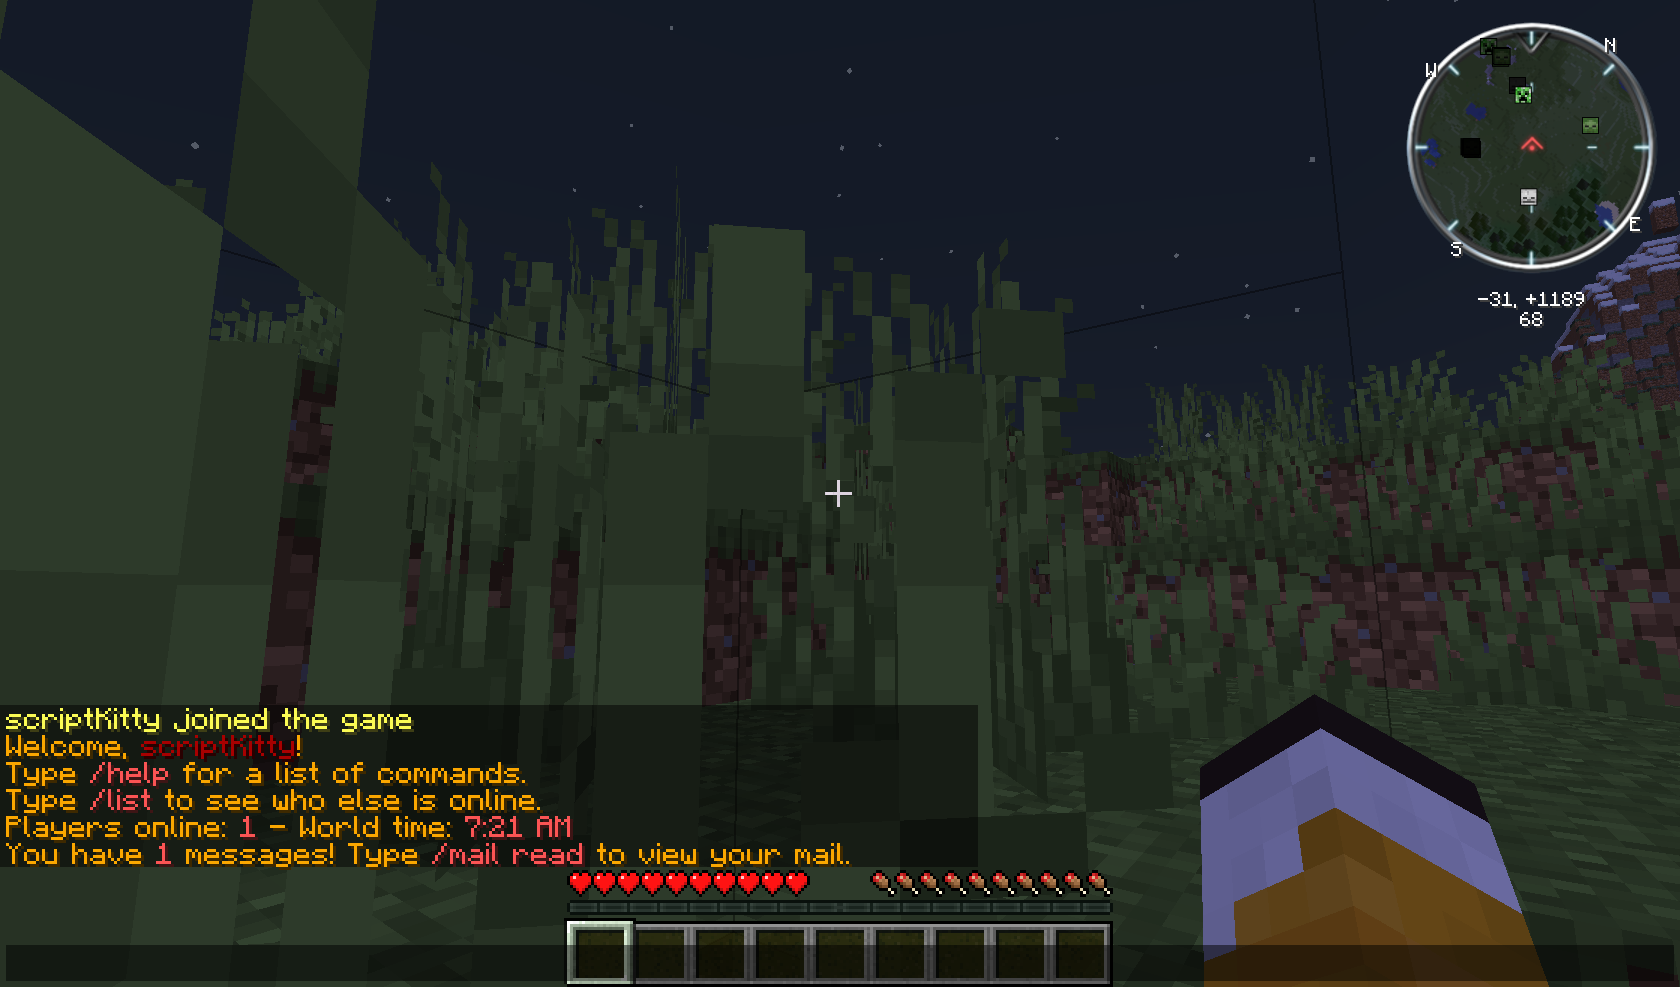 N
W
E
S
-31, +1189
68
scriptKitty joined the game
Welcome, scriptKitty!
Type /help for a list of commands.
Type /list to see who else is online.
Players online: 1 - World time: 7:21 AM
You have 1 messages! Type /mail read to view your mail.